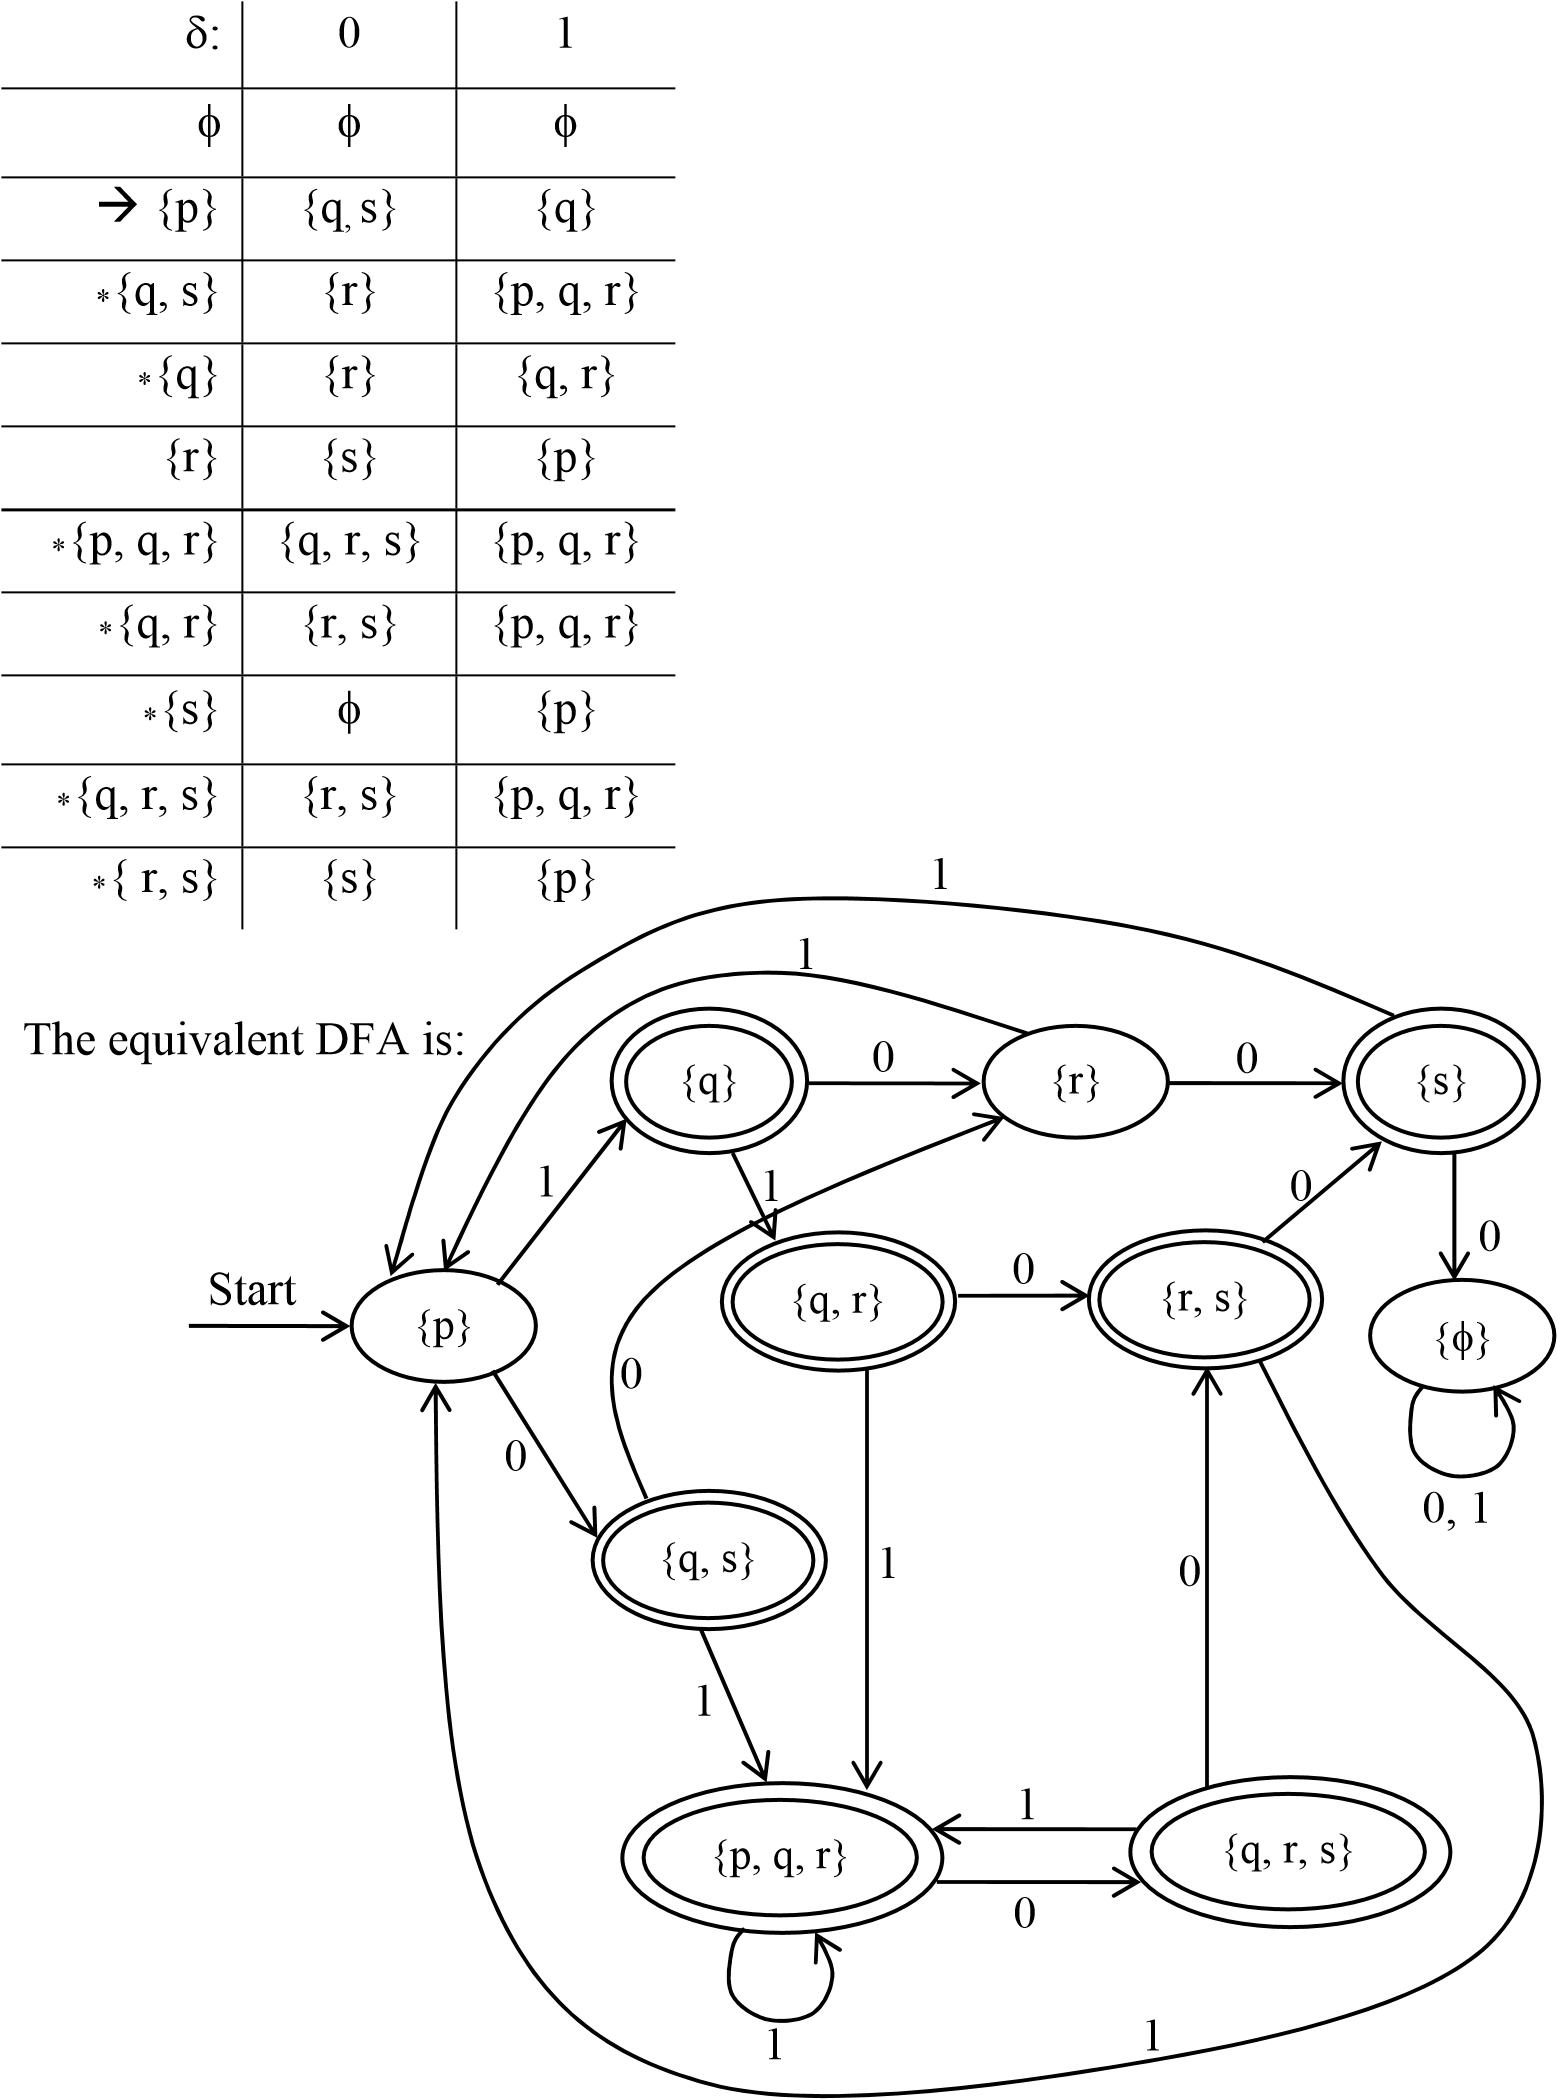 δ: 0 1
ϕ ϕ ϕ
→ {p} {q, s} {q}
*{q, s} {r} {p, q, r}
*{q} {r} {q, r}
{r} {s} {p}
*{p, q, r} {q, r, s} {p, q, r}
*{q, r} {r, s} {p, q, r}
*{s} ϕ {p}
*{q, r, s} {r, s} {p, q, r}
*{ r, s} {s} {p}
1
1
The equivalent DFA is:
{q}
0
{r}
0
{s}
1
1
0
0
Start
{p}
{q, r}
0
{r, s}
{ϕ}
0
0
0, 1
{q, s}
1
0
1
{p, q, r}
1
{q, r, s}
0
1
1